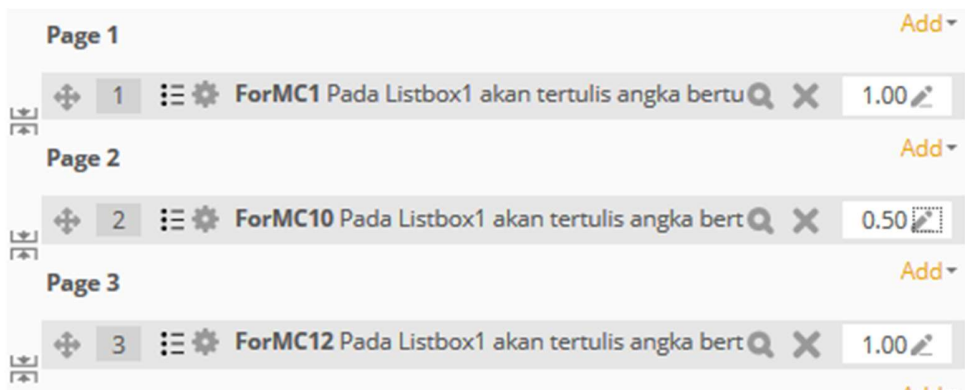 Add
Page 1
1 ForMC1 Pada Listbox1 akan tertulis angka bertu 1.00
Add
Page 2
2 ForMC10 Pada Listbox1 akan tertulis angka bert 0.50
Add
Page 3
3 ForMC12 Pada Listbox1 akan tertulis angka bert 1.00